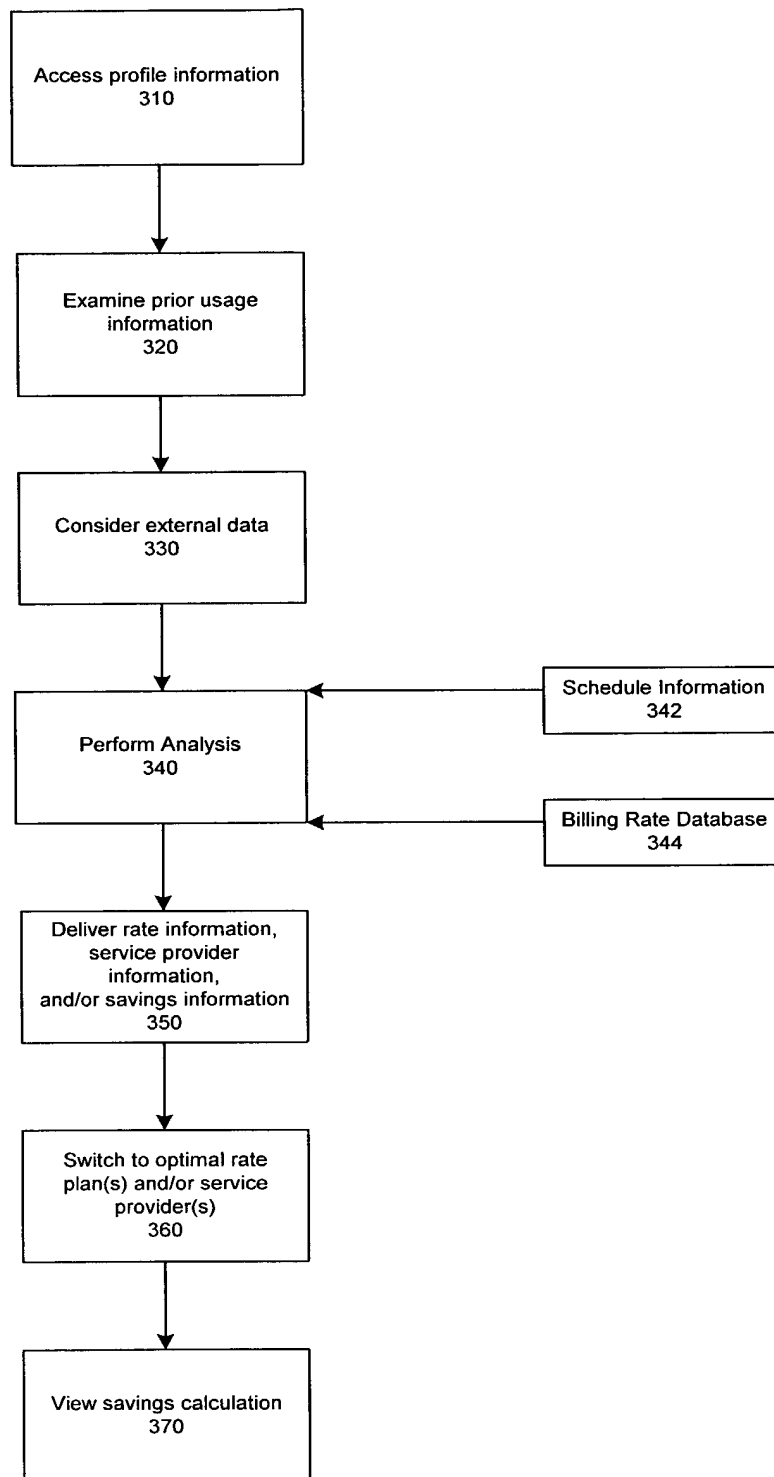 Access profile information
310
Examine prior usage
information
320
Consider external data
330
Perform Analysis
340
Schedule Information
342
Billing Rate Database
344
Deliver rate information,
service provider
information,
and/or savings information
350
Switch to optimal rate
plan(s) and/or service
provider(s)
360
View savings calculation
370